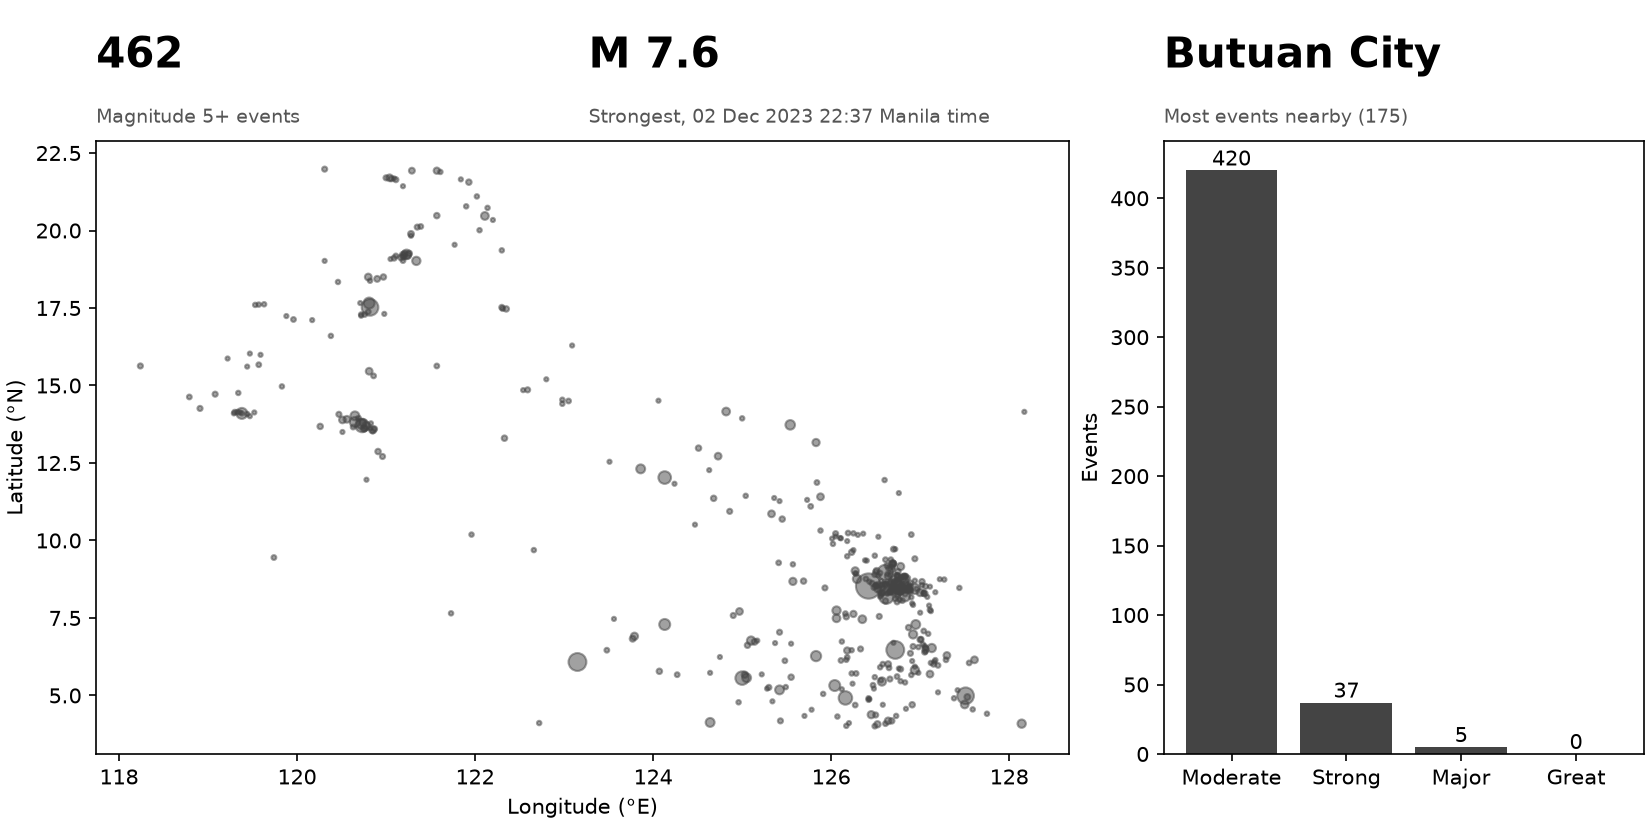 462
Magnitude 5+ events
M 7.6
Strongest, 02 Dec 2023 22:37 Manila time
Butuan City
Most events nearby (175)
22.5
20.0
17.5
15.0
12.5
10.0
7.5
5.0
Latitude (°N)
118
120
122
124
126
128
Longitude (°E)
400
350
300
250
200
150
100
50
0
Events
420
37
5
0
Moderate
Strong
Major
Great